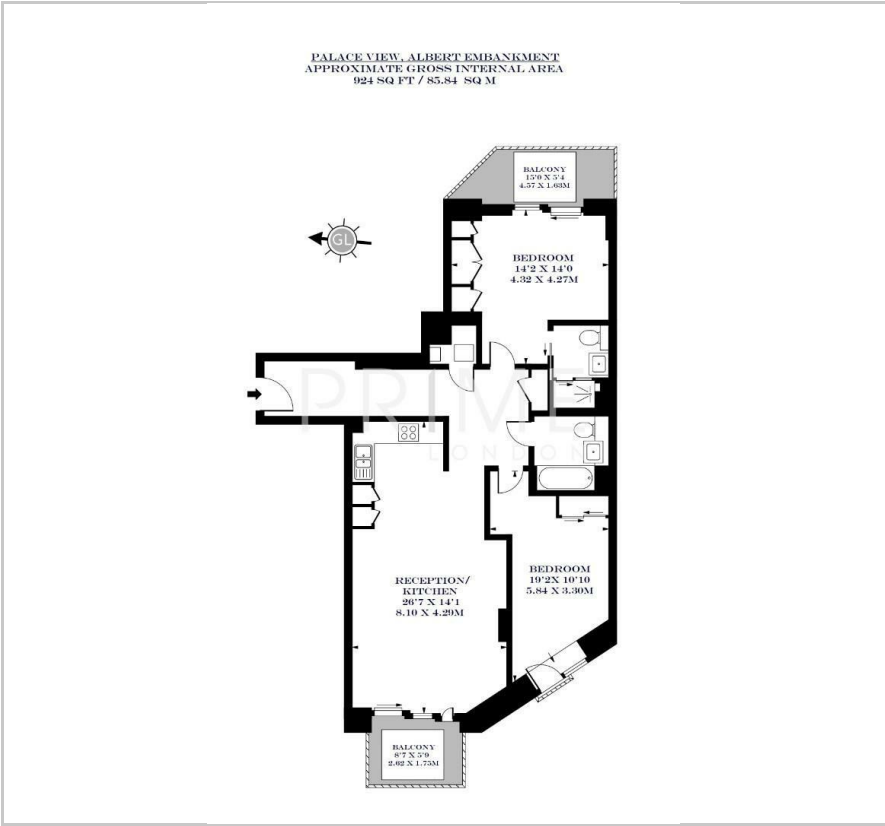 PALACE VIEW, ALBERT EMBANKMENT
APPROXIMATE GROSS INTERNAL AREA
924 SQ FT / 85.84 SQ M
BALCONY
15'0 X 5'4
4.57 X 1.63M
GL
BEDROOM
14'2 X 14'0
4.32 X 4.27M
PRIME
LONDON
RECEPTION/
KITCHEN
26'7 X 14'1
8.10 X 4.29M
BEDROOM
19'2X 10'10
5.84 X 3.30M
BALCONY
8'7 X 5'9
2.62 X 1.75M